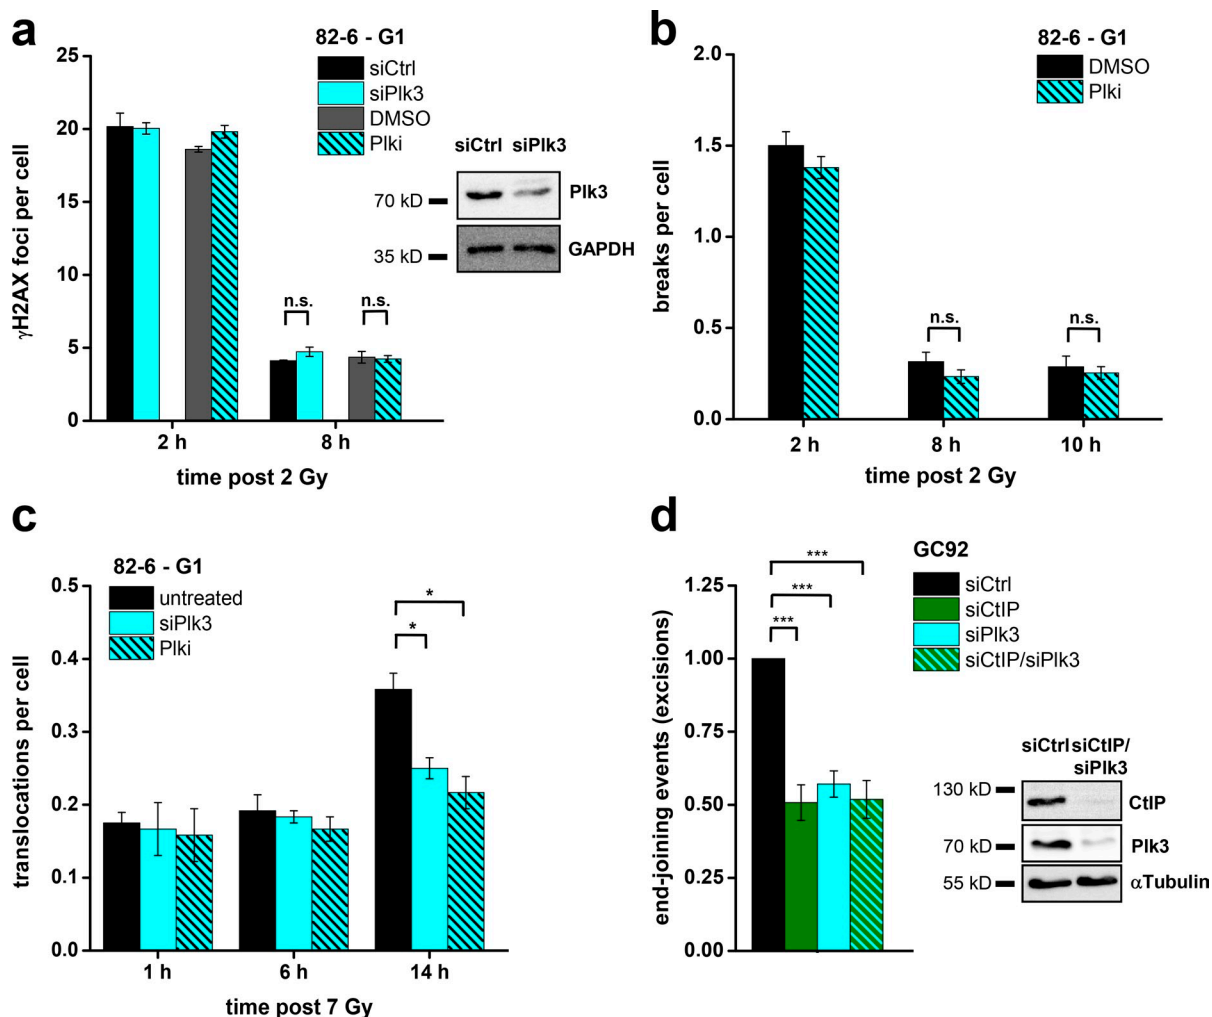 a
82-6 - G1
siCtrl
siPlk3
DMSO
Plki
γH2AX foci per cell
25
20
15
10
5
0
n.s.
n.s.
2 h
8 h
time post 2 Gy
siCtrl siPlk3
70 kD
Plk3
35 kD
GAPDH
b
82-6 - G1
DMSO
Plki
breaks per cell
2.0
1.5
1.0
0.5
0.0
n.s.
n.s.
2 h
8 h
10 h
time post 2 Gy
c
82-6 - G1
untreated
siPlk3
Plki
translocations per cell
0.5
0.4
0.3
0.2
0.1
0.0
*
*
1 h
6 h
14 h
time post 7 Gy
d
GC92
siCtrl
siCtIP
siPlk3
siCtIP/siPlk3
end-joining events (excisions)
1.25
1.00
0.75
0.50
0.25
0.00
***
***
***
siCtrl siCtIP/
siPlk3
130 kD
CtIP
70 kD
Plk3
55 kD
αTubulin